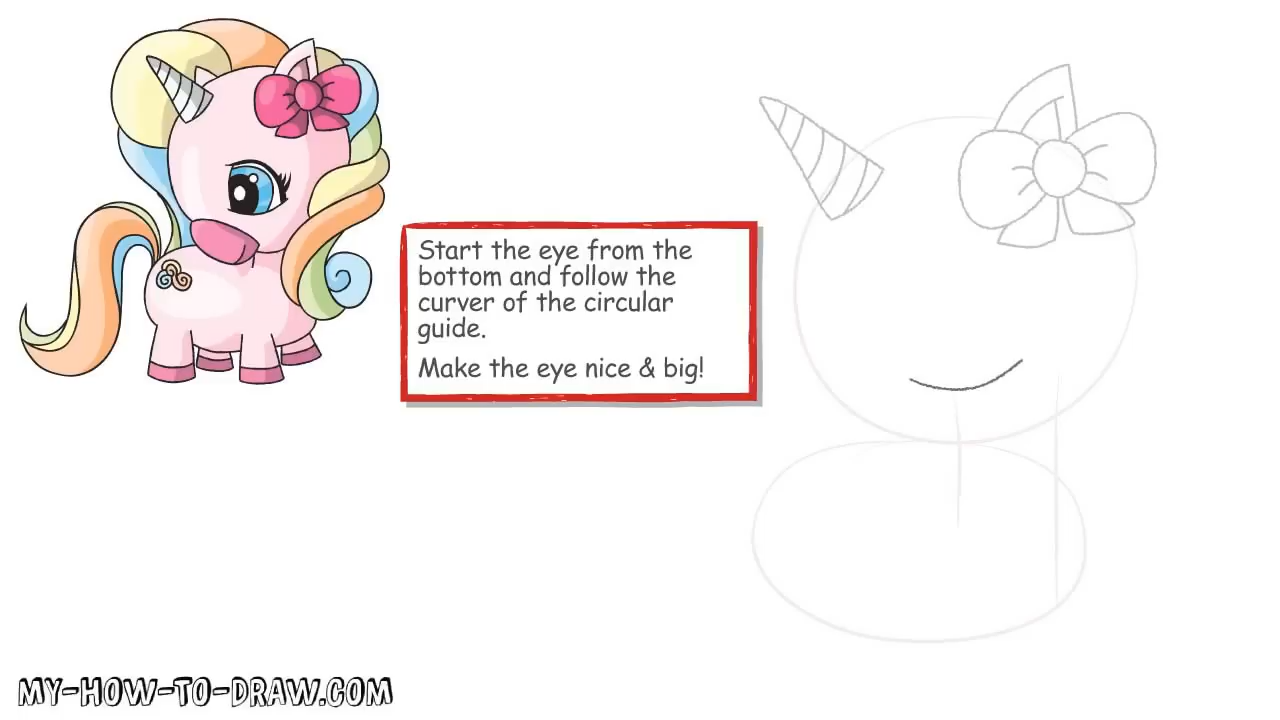 Start the eye from the
bottom and follow the
curver of the circular
guide.
Make the eye nice & big!
MY-HOW-TO-DRAW.COM